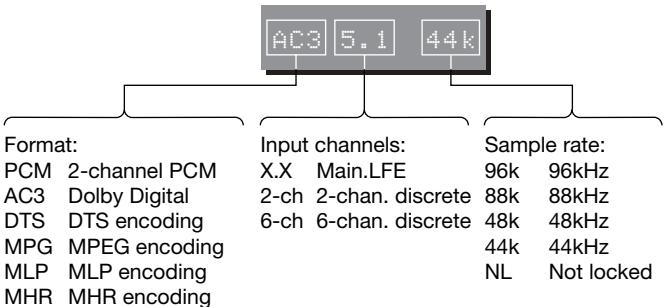 AC3 5.1 44k
Format:
PCM 2-channel PCM
AC3 Dolby Digital
DTS DTS encoding
MPG MPEG encoding
MLP MLP encoding
MHR MHR encoding
Input channels:
X.X Main.LFE
2-ch 2-chan. discrete
6-ch 6-chan. discrete
Sample rate:
96k 96kHz
88k 88kHz
48k 48kHz
44k 44kHz
NL Not locked